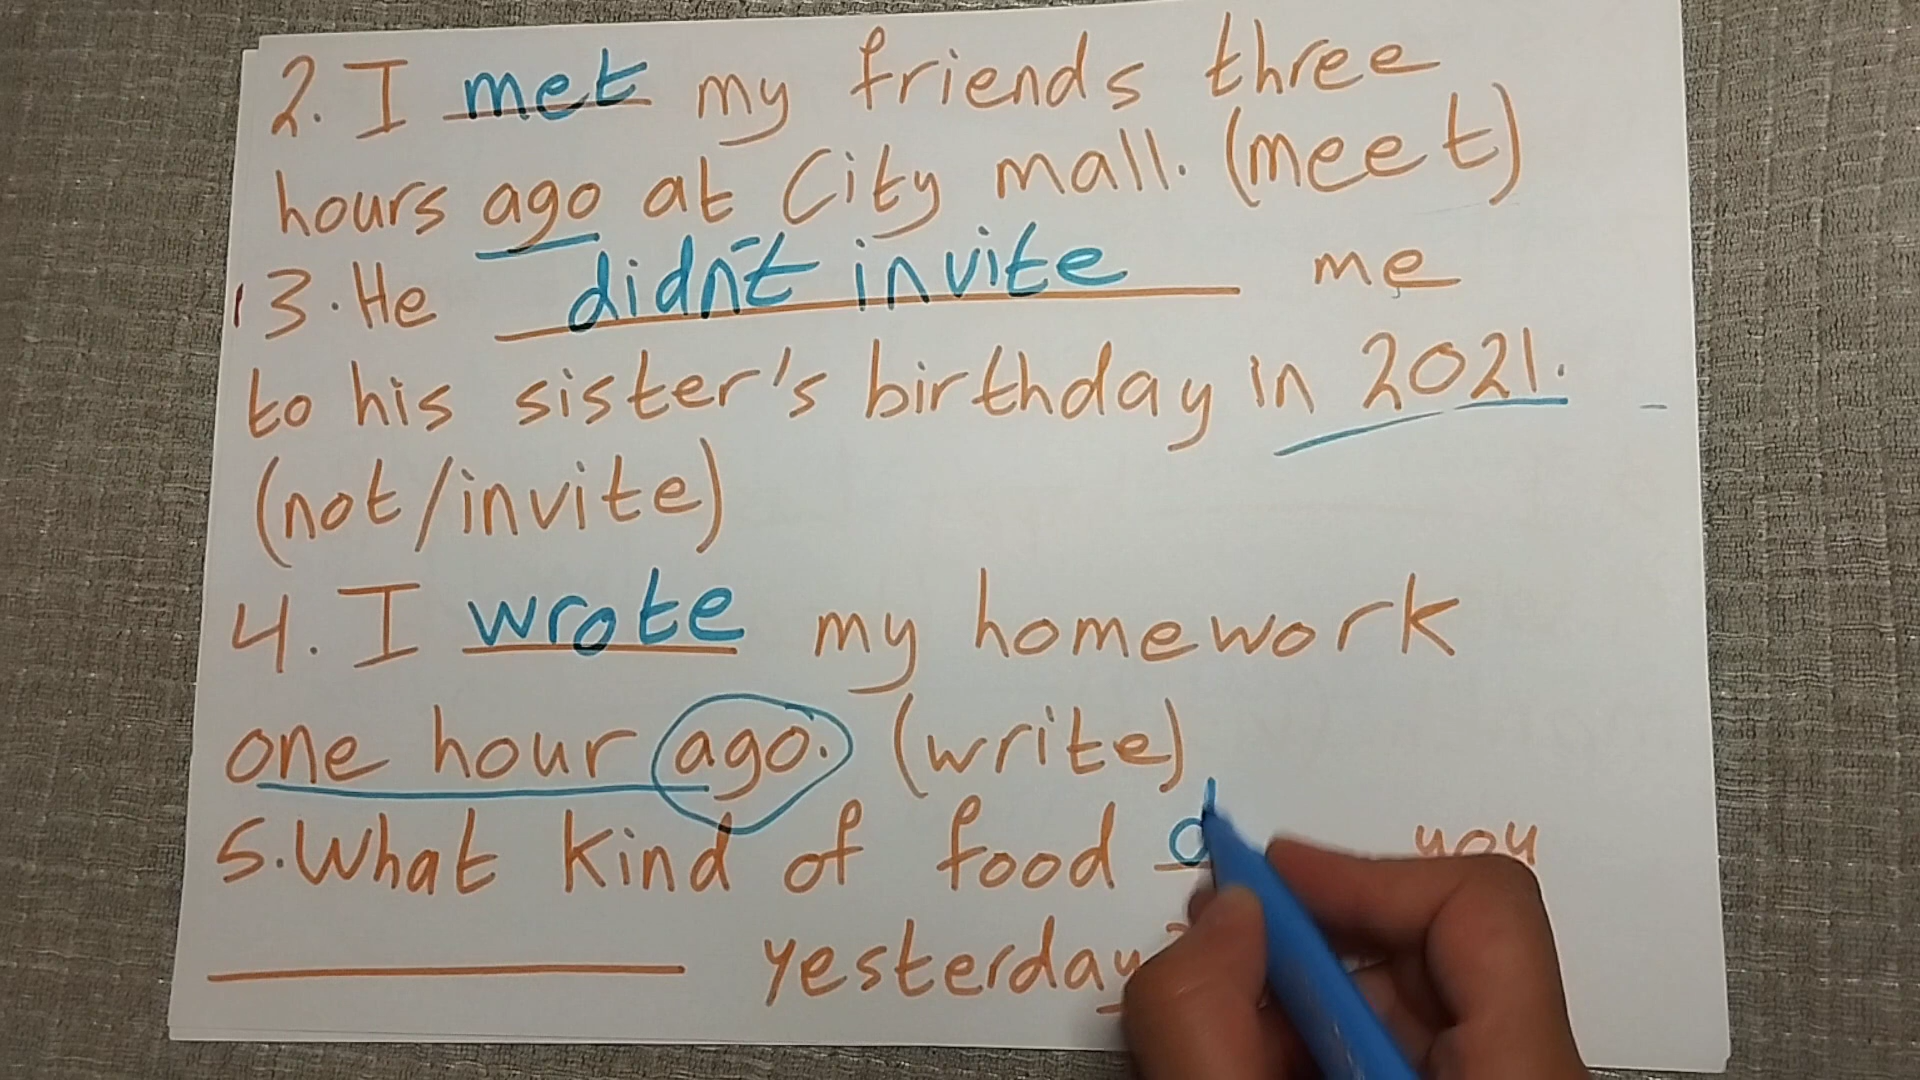 2. I met my friends three
hours ago at City mall. (meet)
3. He didn't invite me
to his sister's birthday in 2021.
(not/invite)
4. I wrote my homework
one hour ago. (write)
5. What kind of food d you
yesterday?